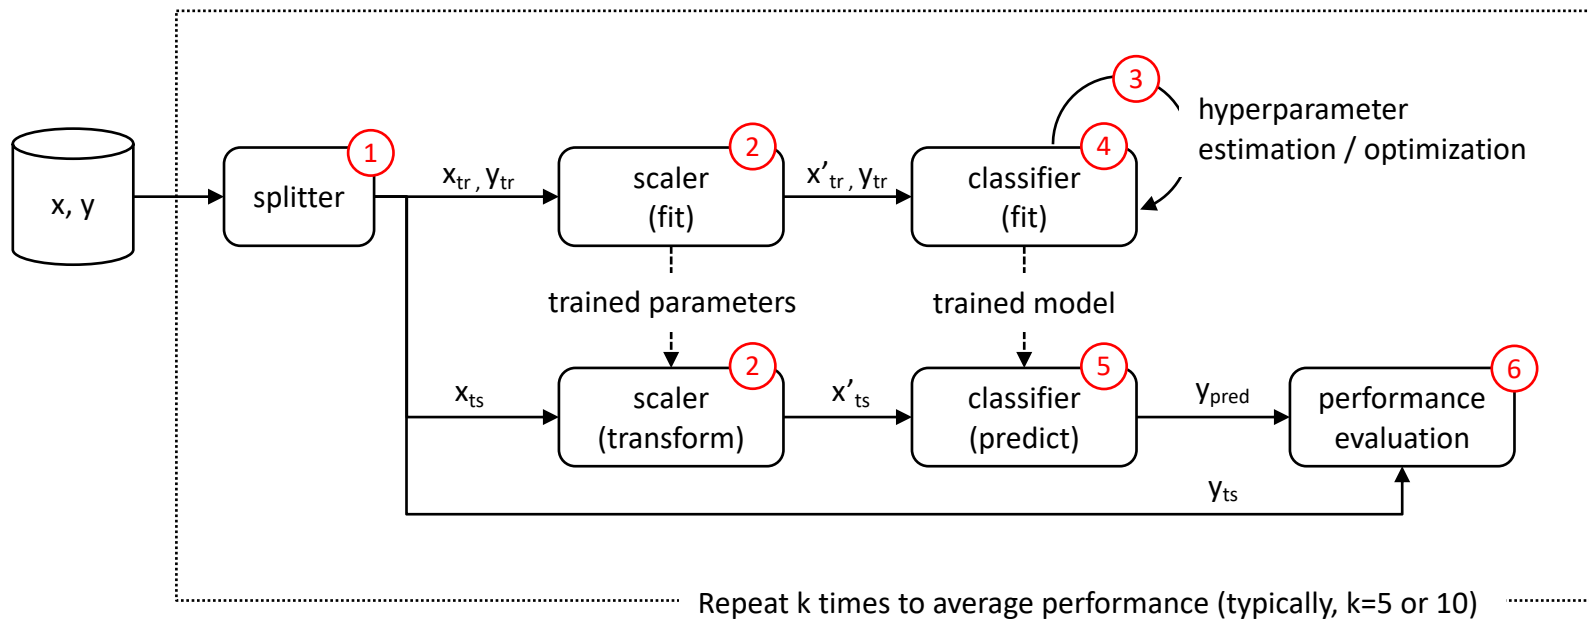 x, y
splitter
1
x_tr, y_tr
scaler
(fit)
2
x'_tr, y_tr
classifier
(fit)
4
3
hyperparameter
estimation / optimization
trained parameters
trained model
x_ts
scaler
(transform)
2
x'_ts
classifier
(predict)
5
y_pred
performance
evaluation
6
y_ts
Repeat k times to average performance (typically, k=5 or 10)